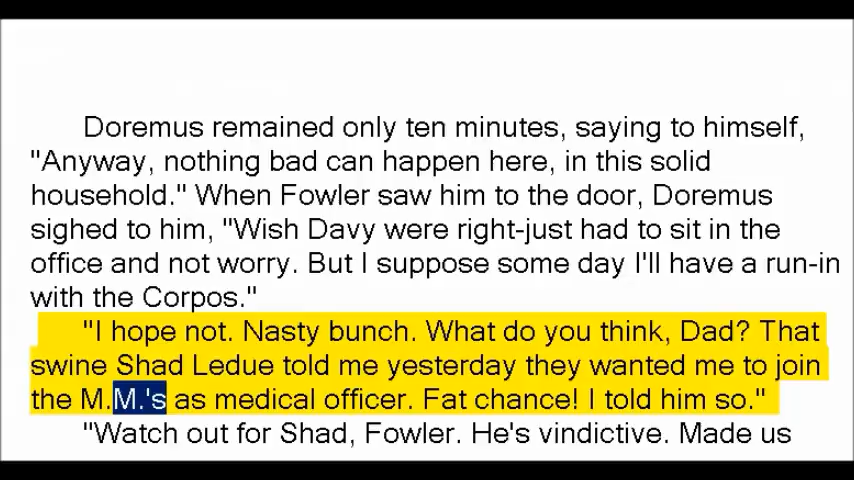 Doremus remained only ten minutes, saying to himself,
"Anyway, nothing bad can happen here, in this solid
household." When Fowler saw him to the door, Doremus
sighed to him, "Wish Davy were right-just had to sit in the
office and not worry. But I suppose some day I'll have a run-in
with the Corpos."
"I hope not. Nasty bunch. What do you think, Dad? That
swine Shad Ledue told me yesterday they wanted me to join
the M.M.'s as medical officer. Fat chance! I told him so."
"Watch out for Shad, Fowler. He's vindictive. Made us